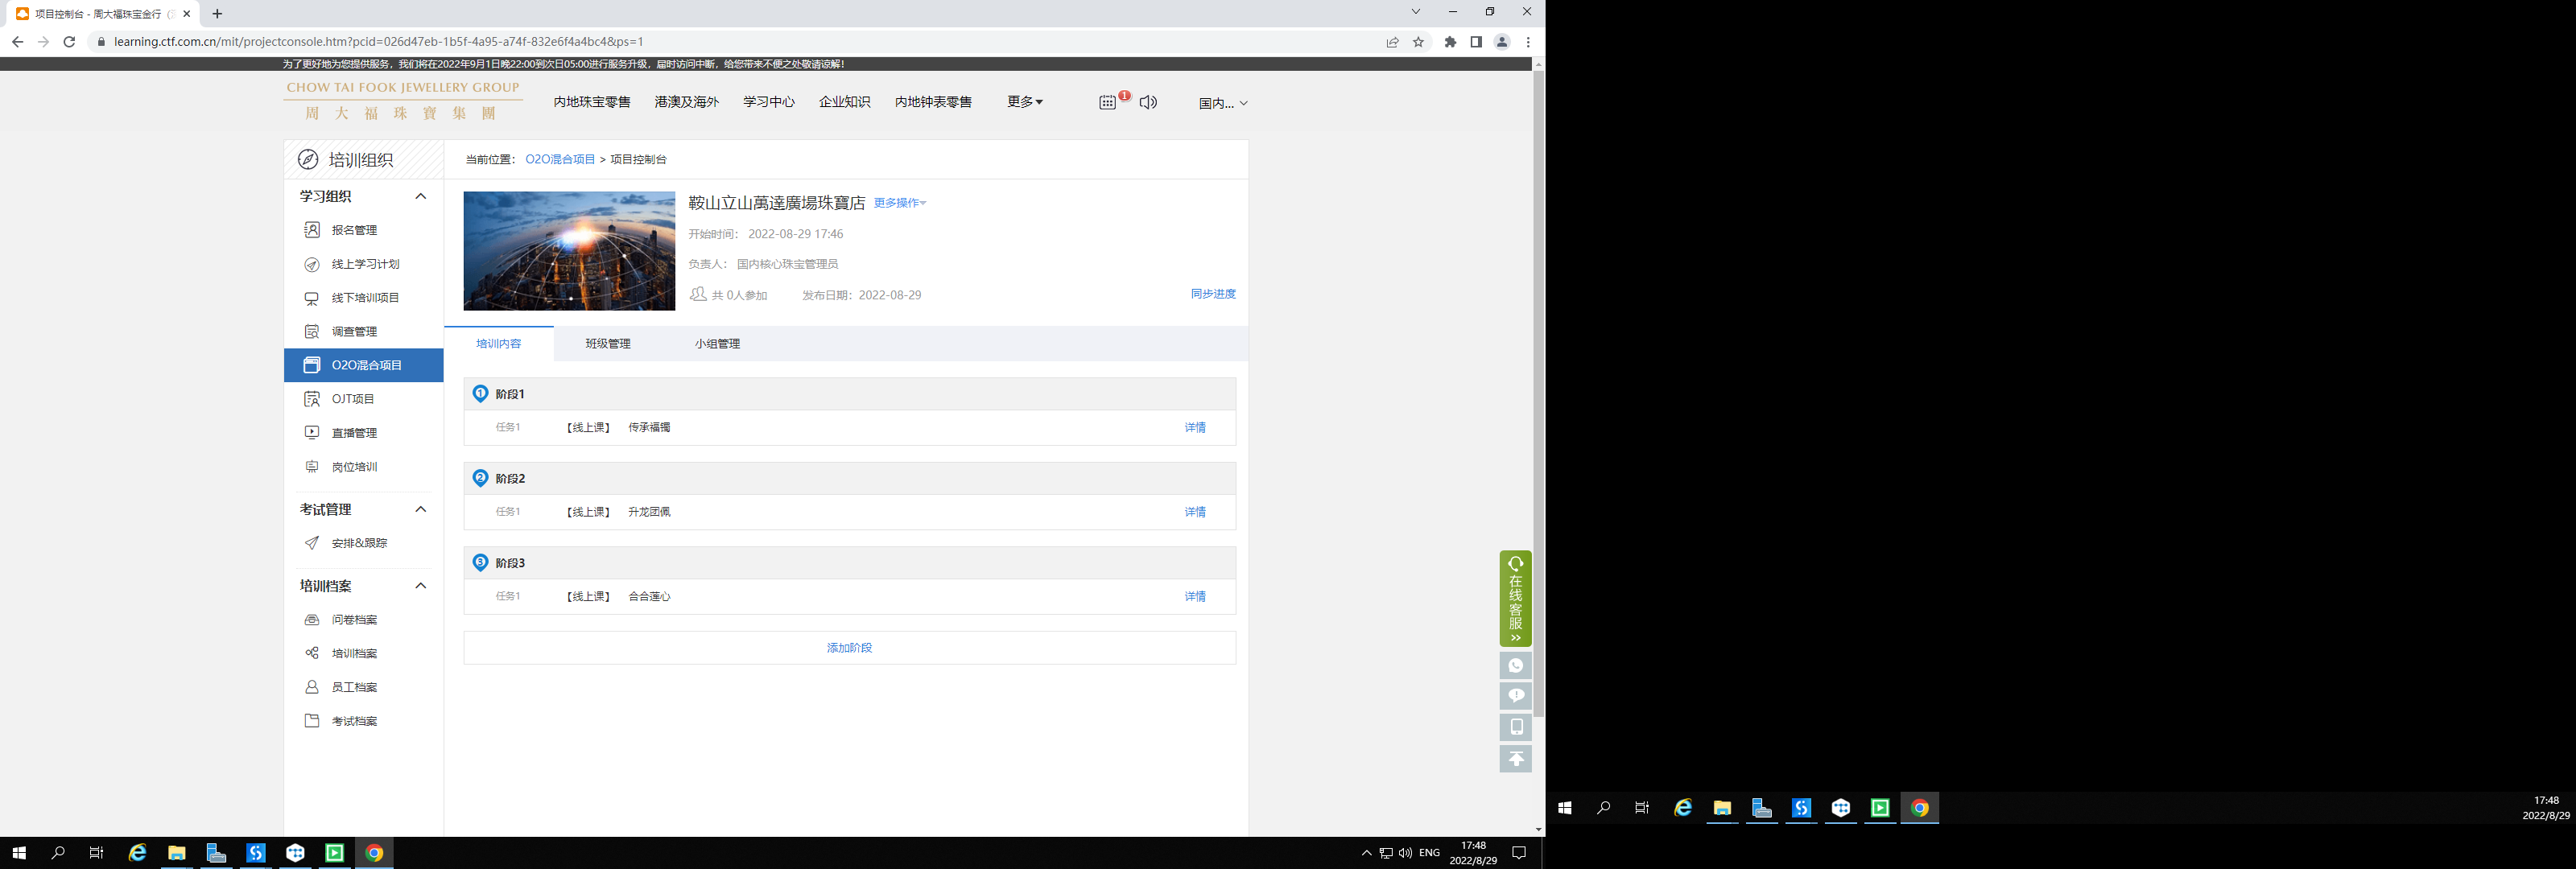 项目控制台 - 周大福珠宝金行
learning.ctf.com.cn/mit/projectconsole.htm?pcid=026d47eb-1b5f-4a95-a74f-832e6f4a4bc4&ps=1
为了更好地为您提供服务，我们将在2022年9月1日晚22:00到次日05:00进行服务升级，届时访问中断，给您带来不便之处敬请谅解！
CHOW TAI FOOK JEWELLERY GROUP
周大福珠寶集團
内地珠宝零售 港澳及海外 学习中心 企业知识 内地钟表零售 更多 1 国内...
培训组织
当前位置： O2O混合项目 > 项目控制台
学习组织
报名管理
线上学习计划
线下培训项目
调查管理
O2O混合项目
OJT项目
直播管理
岗位培训
考试管理
安排&跟踪
培训档案
问卷档案
培训档案
员工档案
考试档案
鞍山立山萬達廣場珠寶店 更多操作
开始时间： 2022-08-29 17:46
负责人： 国内核心珠宝管理员
共 0人参加 发布日期：2022-08-29 同步进度
培训内容 班级管理 小组管理
1 阶段1
任务1 【线上课】 传承福镯 详情
2 阶段2
任务1 【线上课】 升龙团佩 详情
3 阶段3
任务1 【线上课】 合合莲心 详情
添加阶段
在线客服
ENG
17:48
2022/8/29
17:48
2022/8/29